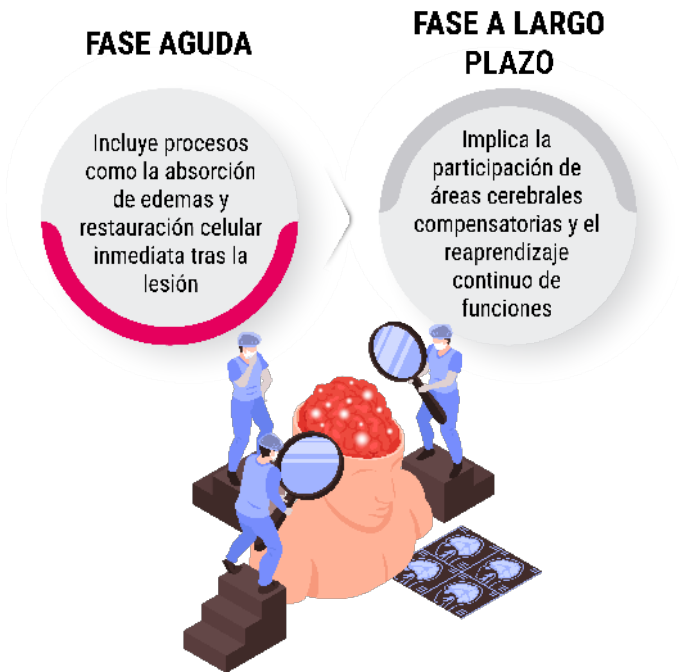 FASE AGUDA
Incluye procesos
como la absorción
de edemas y
restauración celular
inmediata tras la
lesión
FASE A LARGO
PLAZO
Implica la
participación de
áreas cerebrales
compensatorias y el
reaprendizaje
continuo de
funciones